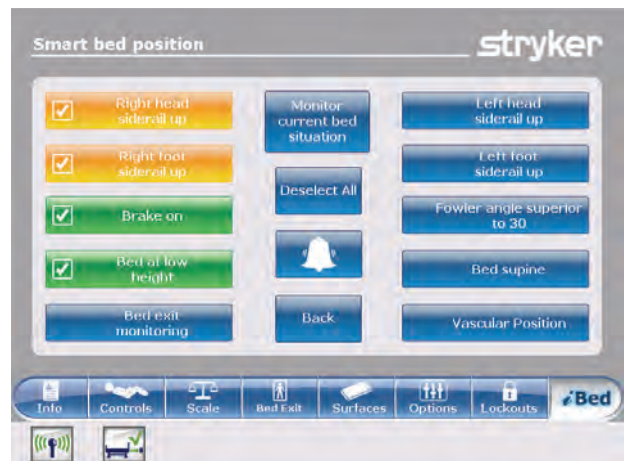 Smart bed position
stryker
Right head
siderail up
Monitor
current bed
situation
Left head
siderail up
Right foot
siderail up
Deselect All
Left foot
siderail up
Brake on
Fowler angle superior
to 30
Bed at low
height
Bed supine
Bed exit
monitoring
Back
Vascular Position
Info
Controls
Scale
Bed Exit
Surfaces
Options
Lockouts
iBed